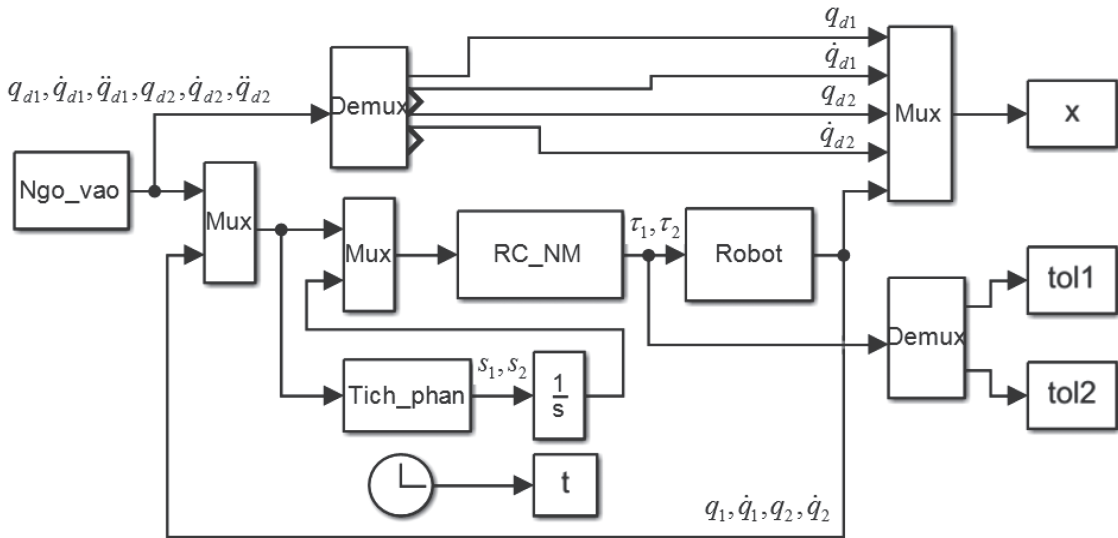 q_{d1}
\dot{q}_{d1}
q_{d2}
\dot{q}_{d2}
q_{d1}, \dot{q}_{d1}, \ddot{q}_{d1}, q_{d2}, \dot{q}_{d2}, \ddot{q}_{d2}
Demux
Mux
x
Ngo_vao
Mux
Mux
RC_NM
τ_1, τ_2
Robot
Demux
tol1
tol2
Tich_phan
s_1, s_2
1
s
t
q_1, \dot{q}_1, q_2, \dot{q}_2